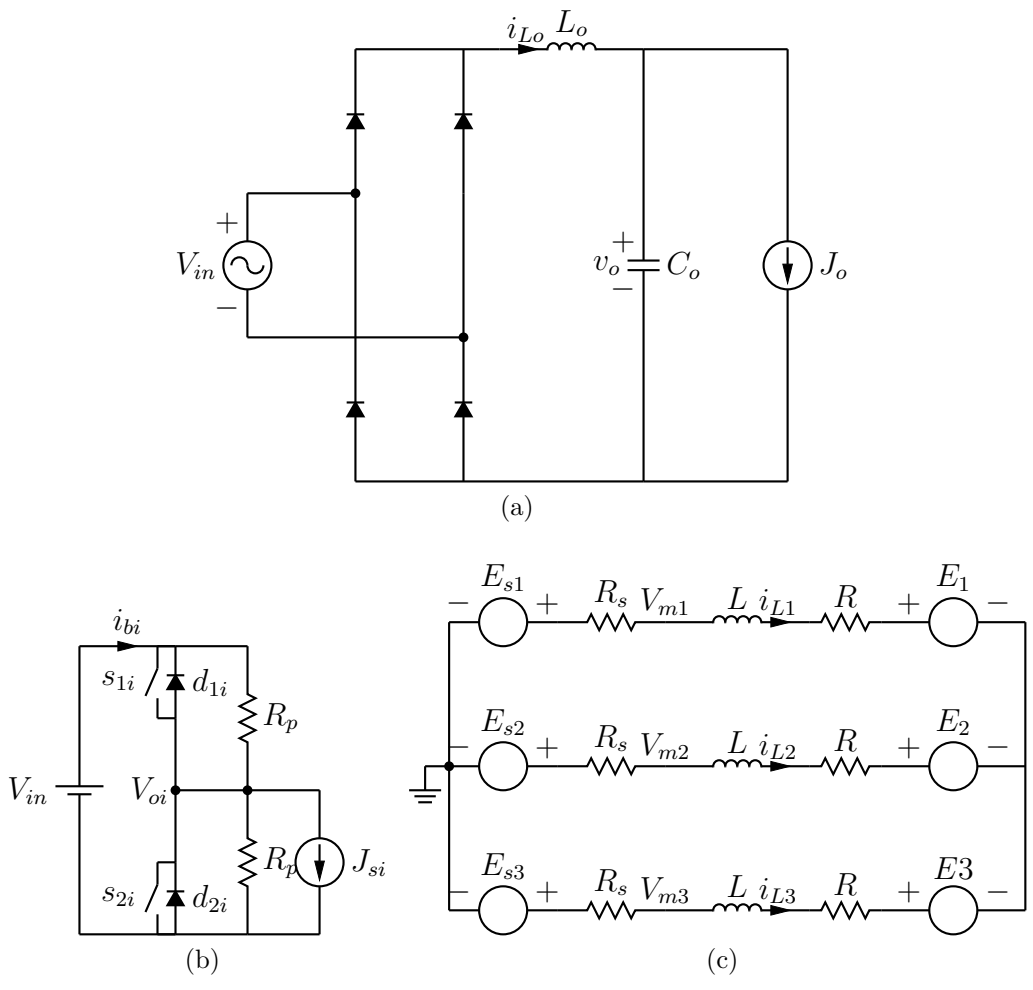 i_{Lo} L_o
+
V_{in}
−
+
v_o C_o
−
J_o
(a)
i_{bi}
s_{1i} d_{1i}
R_p
V_{in} V_{oi}
s_{2i} d_{2i} R_p J_{si}
(b)
E_{s1} R_s V_{m1} L i_{L1} R E_1
− + + −
E_{s2} R_s V_{m2} L i_{L2} R E_2
− + + −
E_{s3} R_s V_{m3} L i_{L3} R E3
− + + −
(c)